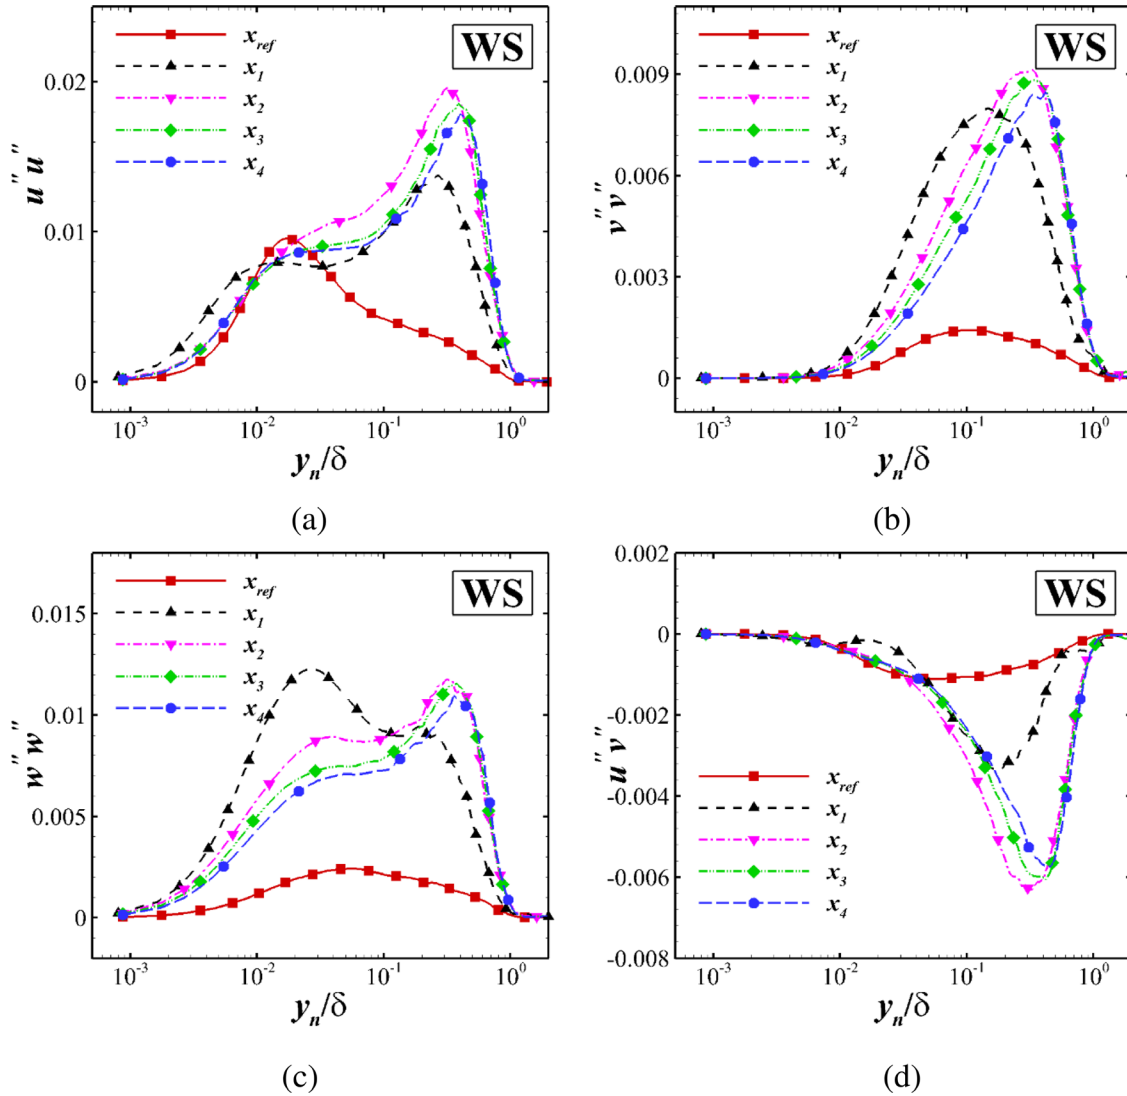 WS
x_ref
x_1
x_2
x_3
x_4
0.02
0.01
0
u''u''
10^-3 10^-2 10^-1 10^0
y_n/δ
(a)
WS
x_ref
x_1
x_2
x_3
x_4
0.009
0.006
0.003
0
v''v''
10^-3 10^-2 10^-1 10^0
y_n/δ
(b)
WS
x_ref
x_1
x_2
x_3
x_4
0.015
0.01
0.005
0
w''w''
10^-3 10^-2 10^-1 10^0
y_n/δ
(c)
WS
0.002
0
-0.002
-0.004
-0.006
-0.008
u''v''
x_ref
x_1
x_2
x_3
x_4
10^-3 10^-2 10^-1 10^0
y_n/δ
(d)